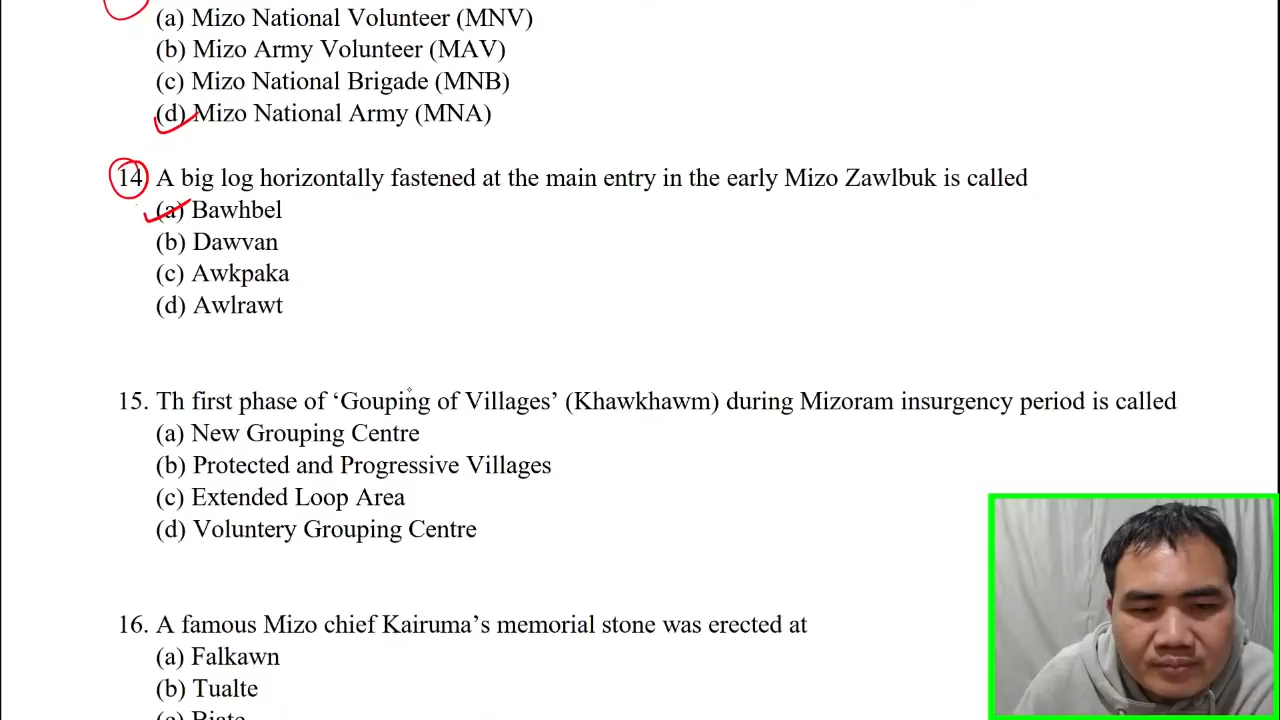 (a) Mizo National Volunteer (MNV)
(b) Mizo Army Volunteer (MAV)
(c) Mizo National Brigade (MNB)
(d) Mizo National Army (MNA)
14. A big log horizontally fastened at the main entry in the early Mizo Zawlbuk is called
(a) Bawhbel
(b) Dawvan
(c) Awkpaka
(d) Awlrawt
15. Th first phase of ‘Gouping of Villages’ (Khawkhawm) during Mizoram insurgency period is called
(a) New Grouping Centre
(b) Protected and Progressive Villages
(c) Extended Loop Area
(d) Voluntery Grouping Centre
16. A famous Mizo chief Kairuma’s memorial stone was erected at
(a) Falkawn
(b) Tualte
(c) Biate